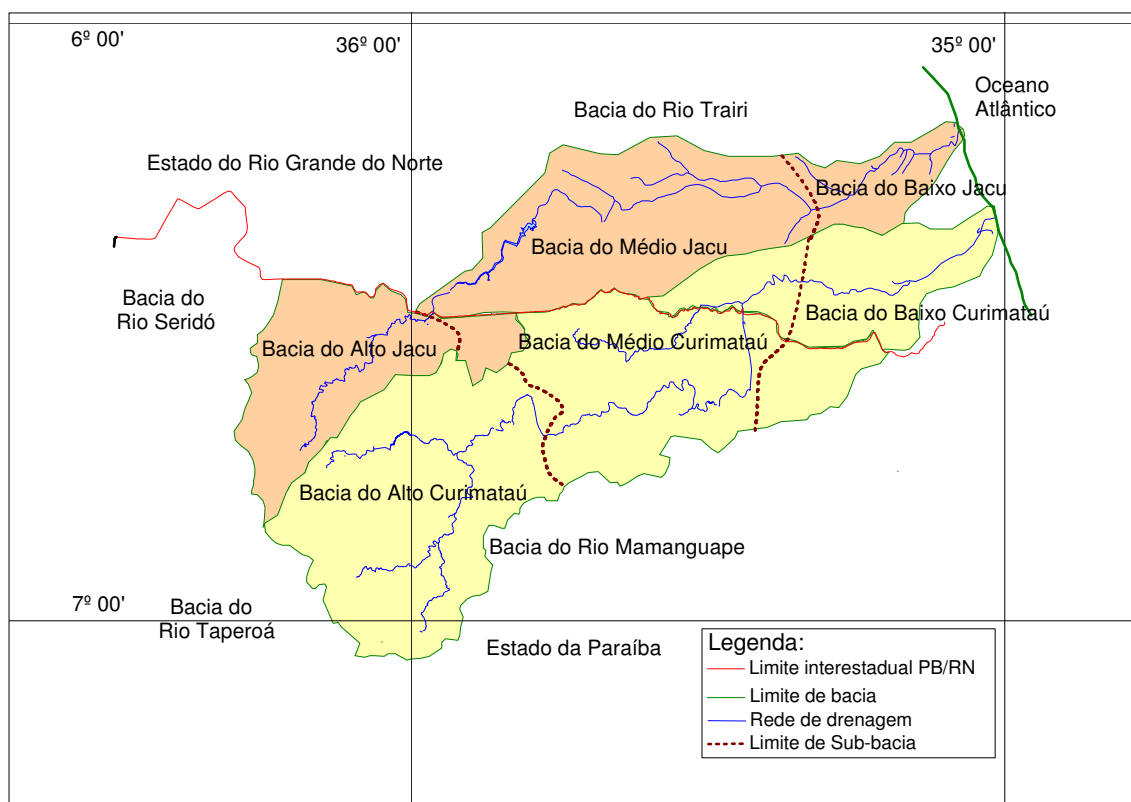 6º 00'
36º 00'
35º 00'
Oceano
Atlântico
Bacia do Rio Trairi
Estado do Rio Grande do Norte
Bacia do Baixo Jacu
Bacia do Médio Jacu
Bacia do
Rio Seridó
Bacia do Baixo Curimataú
Bacia do Alto Jacu
Bacia do Médio Curimataú
Bacia do Alto Curimataú
Bacia do Rio Mamanguape
7º 00'
Bacia do
Rio Taperoá
Estado da Paraíba
Legenda:
Limite interestadual PB/RN
Limite de bacia
Rede de drenagem
Limite de Sub-bacia